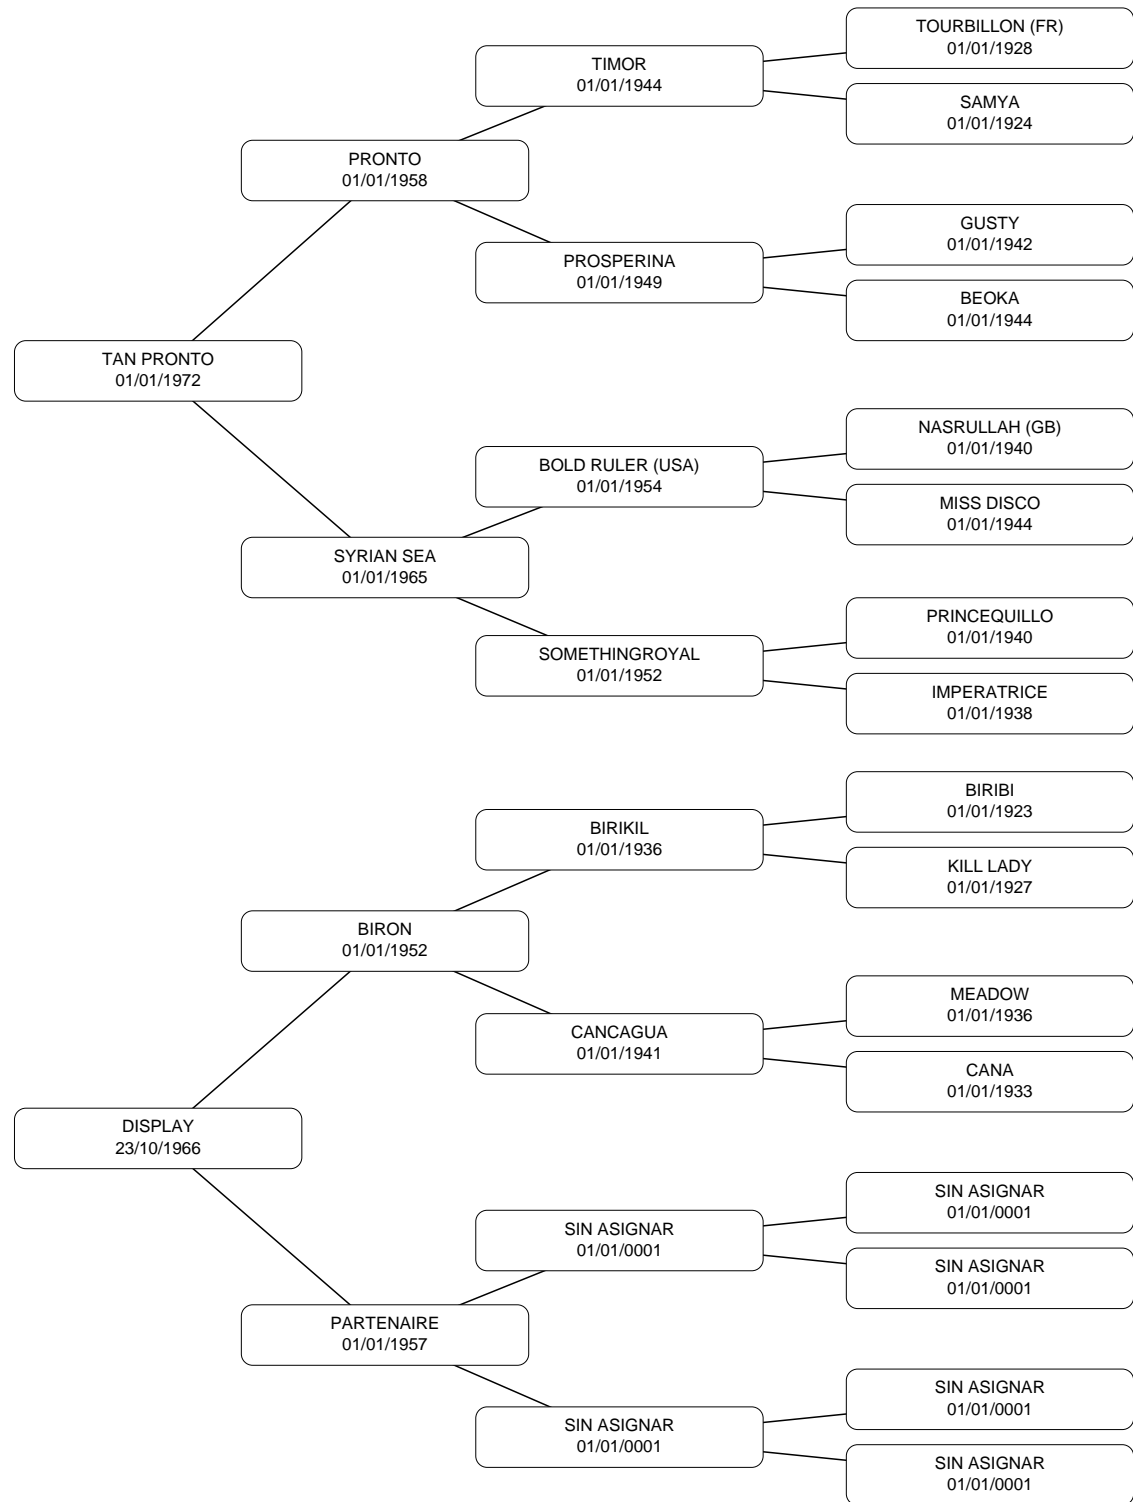 TOURBILLON (FR)
01/01/1928
TIMOR
01/01/1944
SAMYA
01/01/1924
PRONTO
01/01/1958
GUSTY
01/01/1942
PROSPERINA
01/01/1949
BEOKA
01/01/1944
TAN PRONTO
01/01/1972
NASRULLAH (GB)
01/01/1940
BOLD RULER (USA)
01/01/1954
MISS DISCO
01/01/1944
SYRIAN SEA
01/01/1965
PRINCEQUILLO
01/01/1940
SOMETHINGROYAL
01/01/1952
IMPERATRICE
01/01/1938
BIRIBI
01/01/1923
BIRIKIL
01/01/1936
KILL LADY
01/01/1927
BIRON
01/01/1952
MEADOW
01/01/1936
CANCAGUA
01/01/1941
CANA
01/01/1933
DISPLAY
23/10/1966
SIN ASIGNAR
01/01/0001
SIN ASIGNAR
01/01/0001
SIN ASIGNAR
01/01/0001
PARTENAIRE
01/01/1957
SIN ASIGNAR
01/01/0001
SIN ASIGNAR
01/01/0001
SIN ASIGNAR
01/01/0001